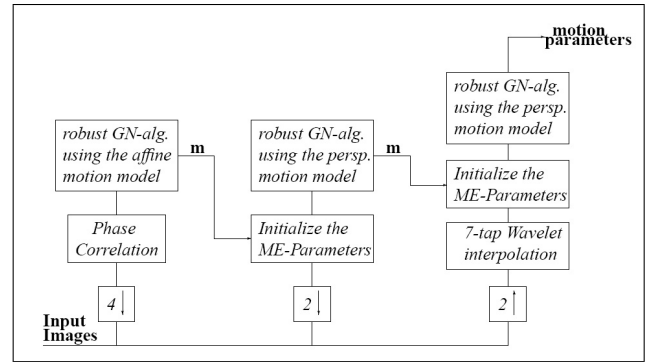 motion
parameters
robust GN-alg.
using the persp.
motion model
robust GN-alg.
using the affine
motion model
m
robust GN-alg.
using the persp.
motion model
m
Initialize the
ME-Parameters
Phase
Correlation
Initialize the
ME-Parameters
7-tap Wavelet
interpolation
4↓
2↓
2↑
Input
Images